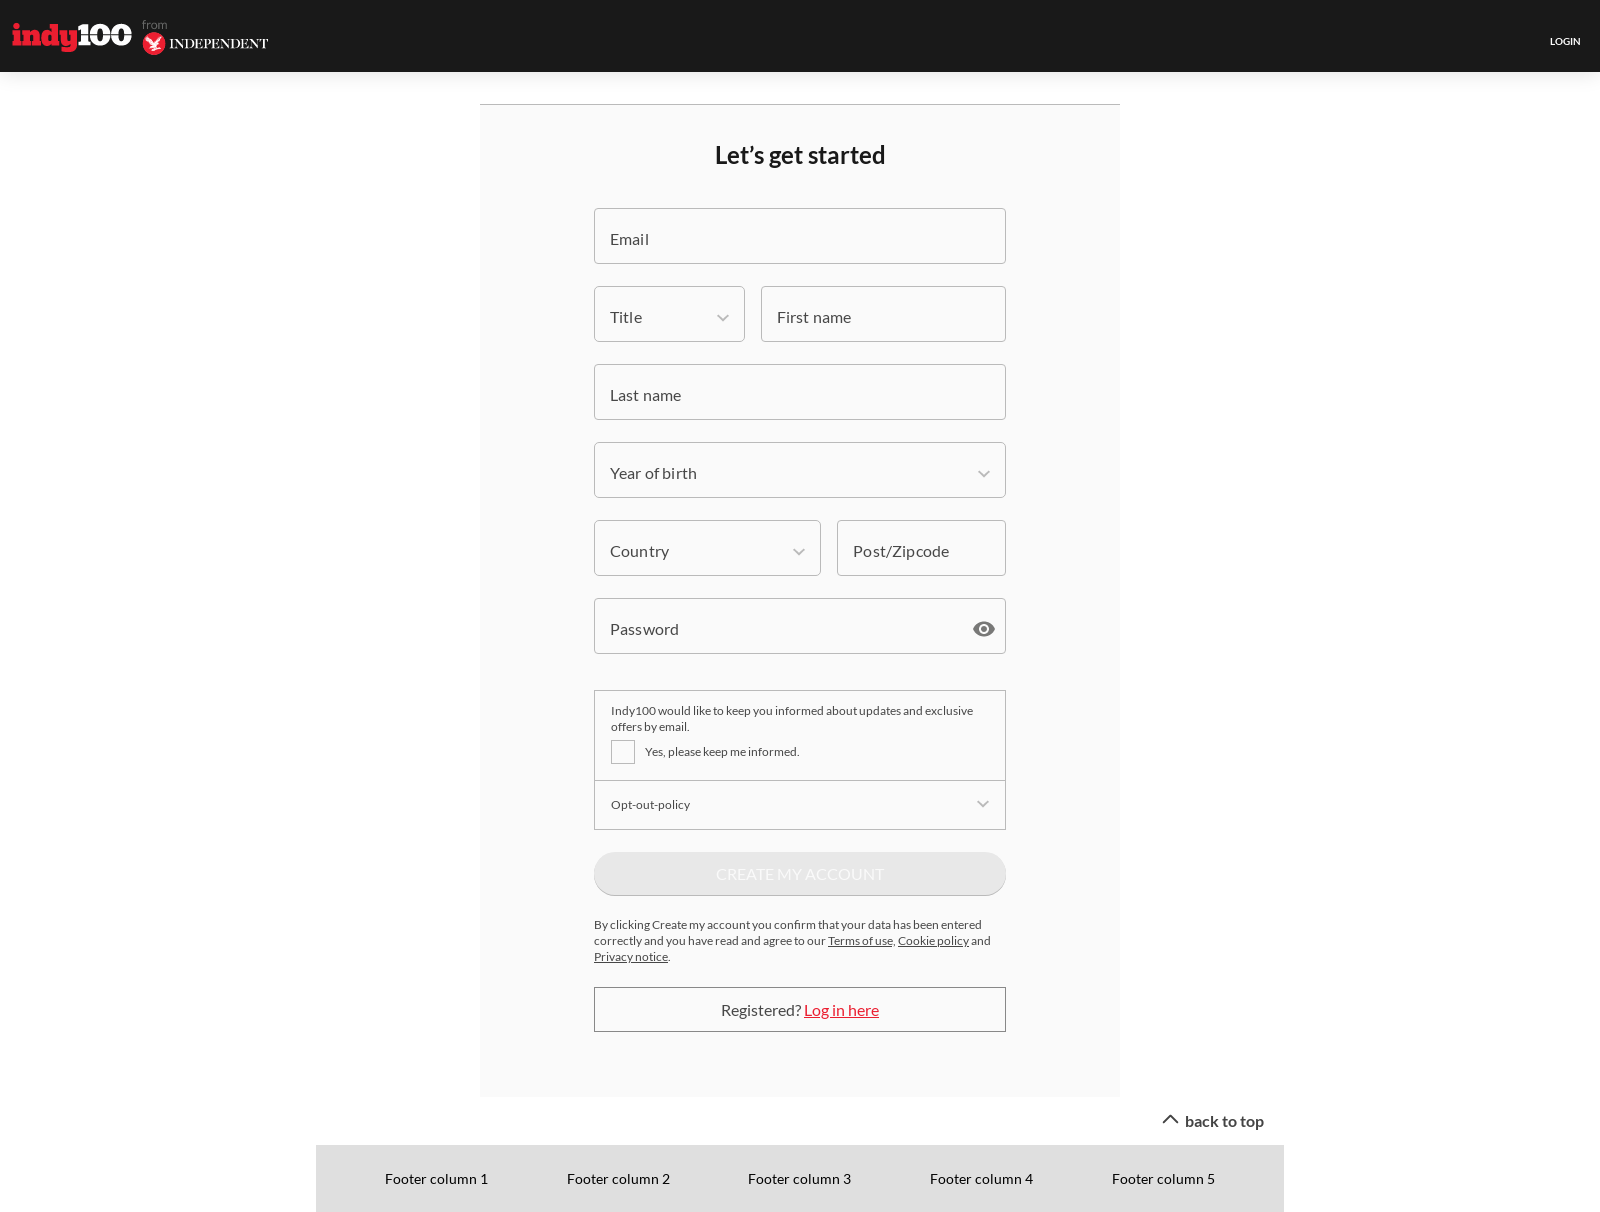 indy100 from
INDEPENDENT
LOGIN
Let’s get started
Email
Title First name
Last name
Year of birth
Country Post/Zipcode
Password
Indy100 would like to keep you informed about updates and exclusive
offers by email.
Yes, please keep me informed.
Opt-out-policy
CREATE MY ACCOUNT
By clicking Create my account you confirm that your data has been entered
correctly and you have read and agree to our Terms of use, Cookie policy and
Privacy notice.
Registered? Log in here
back to top
Footer column 1 Footer column 2 Footer column 3 Footer column 4 Footer column 5